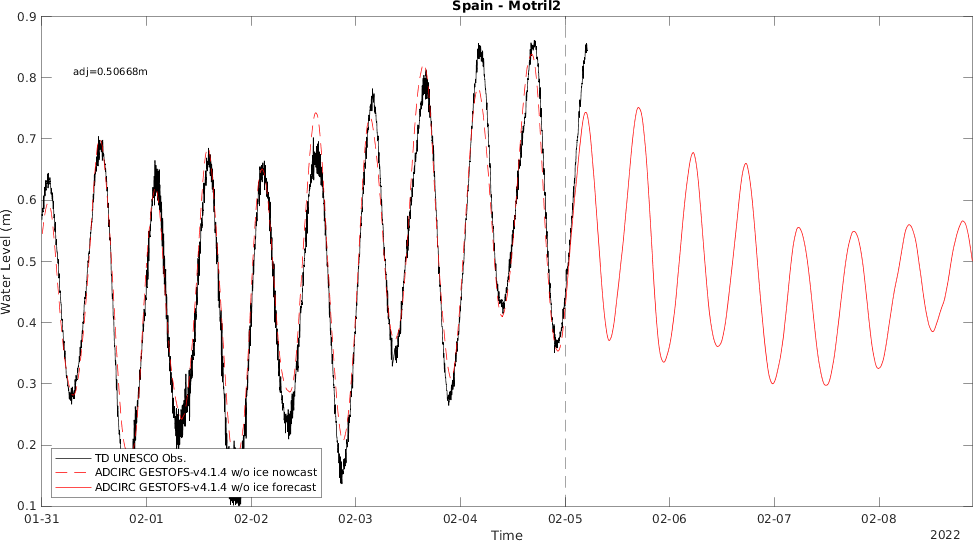 Spain - Motril2
adj=0.50668m
Water Level (m)
0.9
0.8
0.7
0.6
0.5
0.4
0.3
0.2
0.1
TD UNESCO Obs.
ADCIRC GESTOFS-v4.1.4 w/o ice nowcast
ADCIRC GESTOFS-v4.1.4 w/o ice forecast
01-31 02-01 02-02 02-03 02-04 02-05 02-06 02-07 02-08
Time
2022